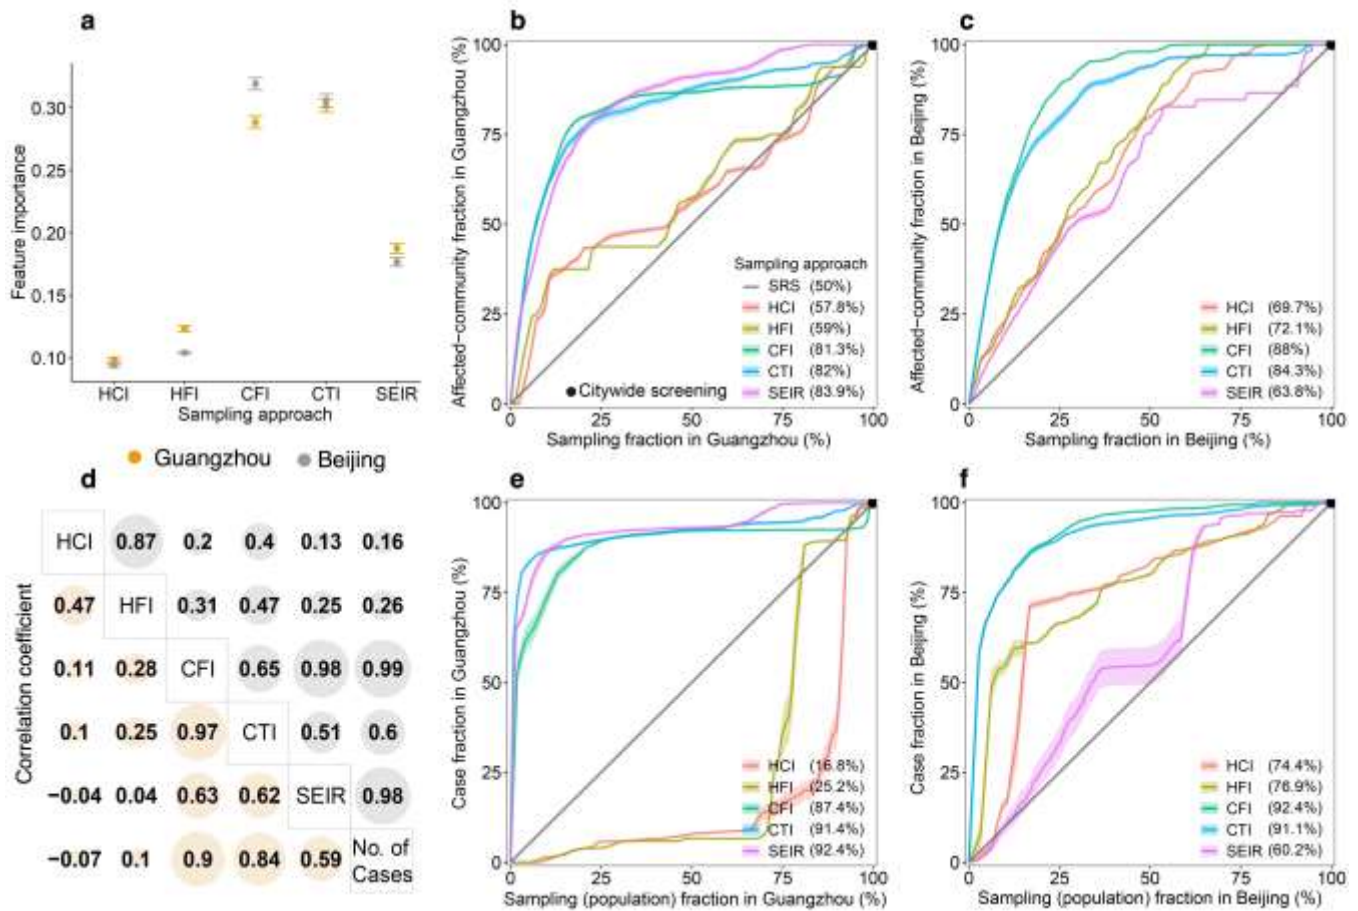 a
Feature importance
0.30
0.25
0.20
0.15
0.10
HCI HFI CFI CTI SEIR
Sampling approach
Guangzhou Beijing
b
Affected−community fraction in Guangzhou (%)
100
75
50
25
0
Sampling approach
SRS (50%)
HCI (57.8%)
HFI (59%)
CFI (81.3%)
CTI (82%)
SEIR (83.9%)
Citywide screening
0 25 50 75 100
Sampling fraction in Guangzhou (%)
c
Affected−community fraction in Beijing (%)
100
75
50
25
0
HCI (69.7%)
HFI (72.1%)
CFI (88%)
CTI (84.3%)
SEIR (63.8%)
0 25 50 75 100
Sampling fraction in Beijing (%)
d
Correlation coefficient
HCI 0.87 0.2 0.4 0.13 0.16
0.47 HFI 0.31 0.47 0.25 0.26
0.11 0.28 CFI 0.65 0.98 0.99
0.1 0.25 0.97 CTI 0.51 0.6
−0.04 0.04 0.63 0.62 SEIR 0.98
−0.07 0.1 0.9 0.84 0.59 No. of
Cases
e
Case fraction in Guangzhou (%)
100
75
50
25
0
HCI (16.8%)
HFI (25.2%)
CFI (87.4%)
CTI (91.4%)
SEIR (92.4%)
0 25 50 75 100
Sampling (population) fraction in Guangzhou (%)
f
Case fraction in Beijing (%)
100
75
50
25
0
HCI (74.4%)
HFI (76.9%)
CFI (92.4%)
CTI (91.1%)
SEIR (60.2%)
0 25 50 75 100
Sampling (population) fraction in Beijing (%)